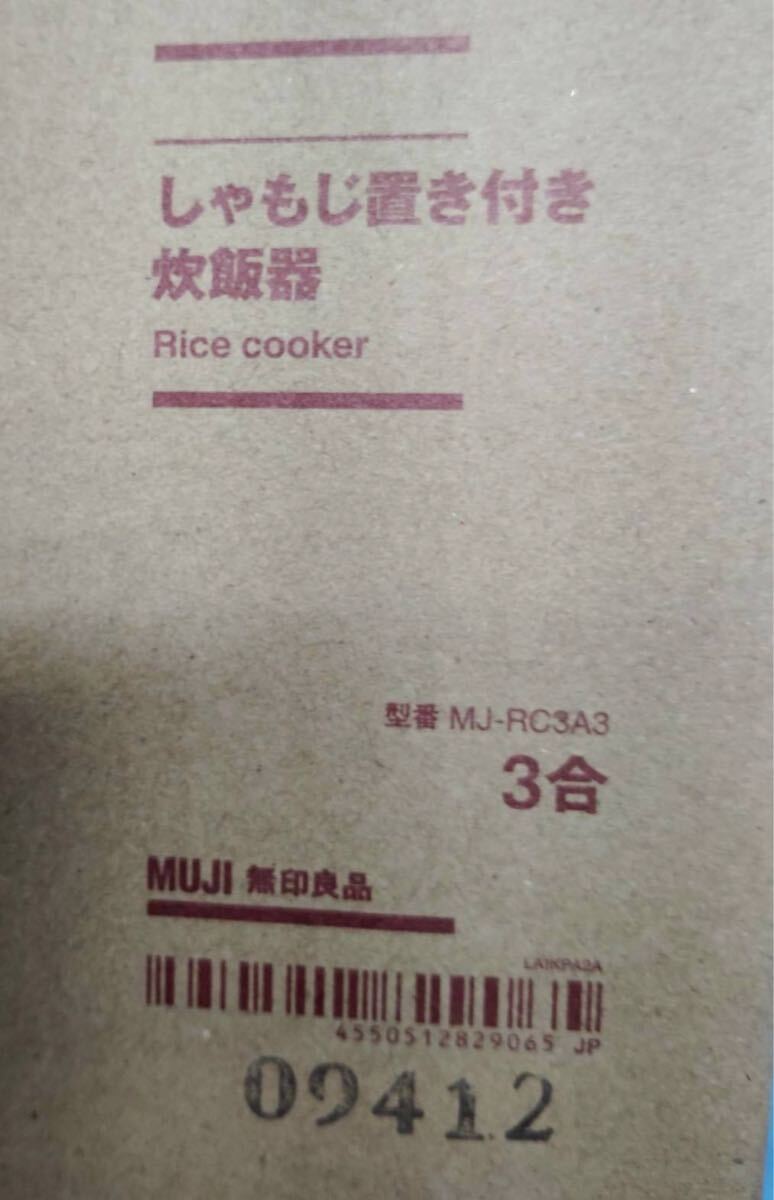 しゃもじ置き付き
炊飯器
Rice cooker
型番 MJ-RC3A3
3合
MUJI 無印良品
4550512829065 JP
09412